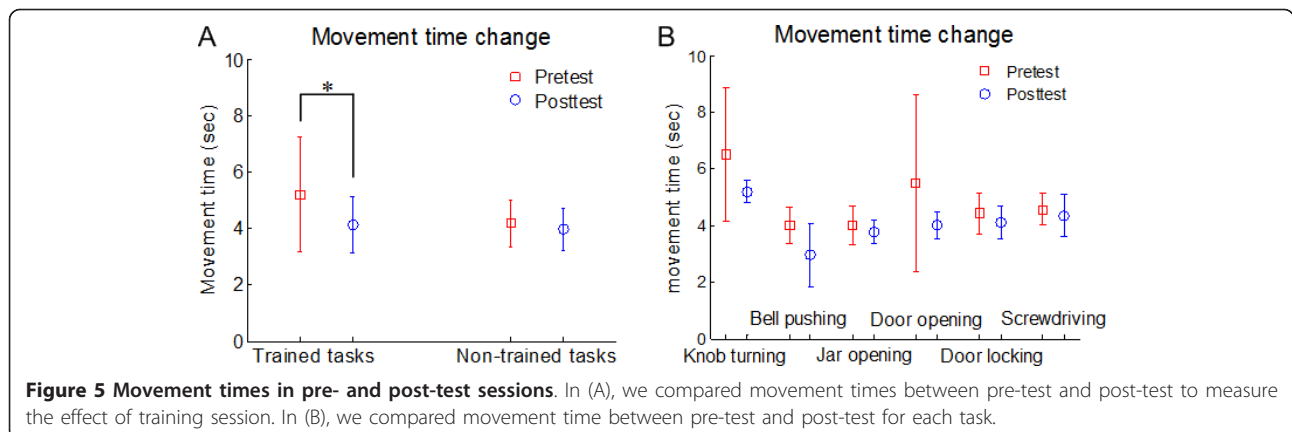 A
Movement time change
10
8
6
4
2
0
Movement time (sec)
*
Pretest
Posttest
Trained tasks
Non-trained tasks
B
Movement time change
10
8
6
4
2
0
movement time (sec)
Pretest
Posttest
Bell pushing
Door opening
Screwdriving
Knob turning
Jar opening
Door locking
Figure 5 Movement times in pre- and post-test sessions. In (A), we compared movement times between pre-test and post-test to measure
the effect of training session. In (B), we compared movement time between pre-test and post-test for each task.